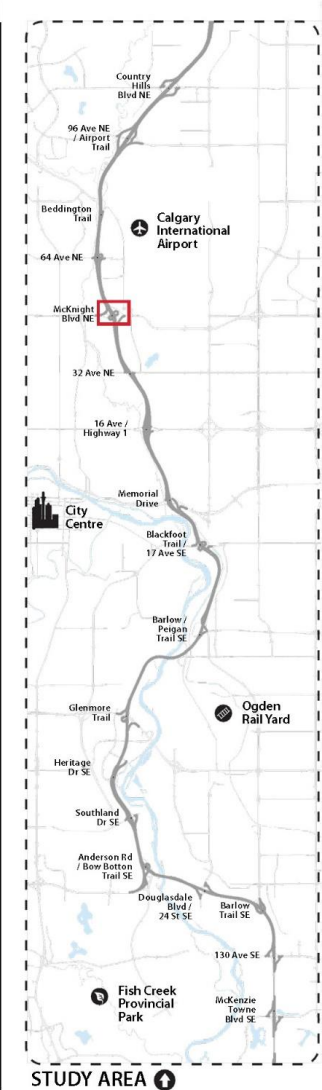 Country
Hills
Blvd NE
96 Ave NE
/ Airport
Trail
Beddington
Trail
Calgary
International
Airport
64 Ave NE
McKnight
Blvd NE
32 Ave NE
16 Ave /
Highway 1
Memorial
Drive
City
Centre
Blackfoot
Trail /
17 Ave SE
Barlow /
Peigan
Trail SE
Glenmore
Trail
Ogden
Rail Yard
Heritage
Dr SE
Southland
Dr SE
Anderson Rd
/ Bow Botton
Trail SE
Douglasdale
Blvd /
24 St SE
Barlow
Trail SE
130 Ave SE
Fish Creek
Provincial
Park
McKenzie
Towne
Blvd SE
STUDY AREA